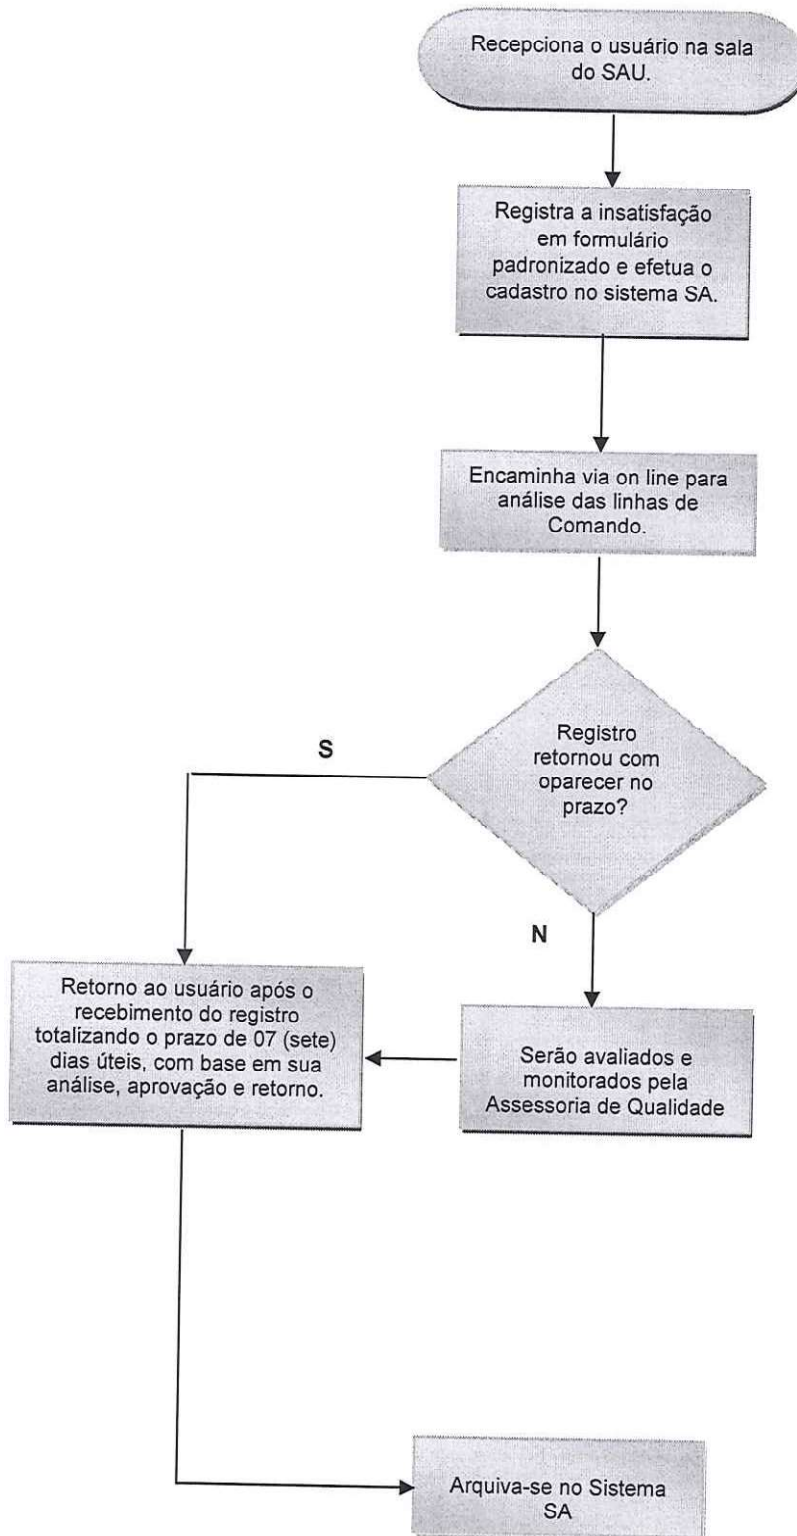 Recepciona o usuário na sala
do SAU.
Registra a insatisfação
em formulário
padronizado e efetua o
cadastro no sistema SA.
Encaminha via on line para
análise das linhas de
Comando.
Registro
retornou com
oparecer no
prazo?
S
N
Retorno ao usuário após o
recebimento do registro
totalizando o prazo de 07 (sete)
dias úteis, com base em sua
análise, aprovação e retorno.
Serão avaliados e
monitorados pela
Assessoria de Qualidade
Arquiva-se no Sistema
SA